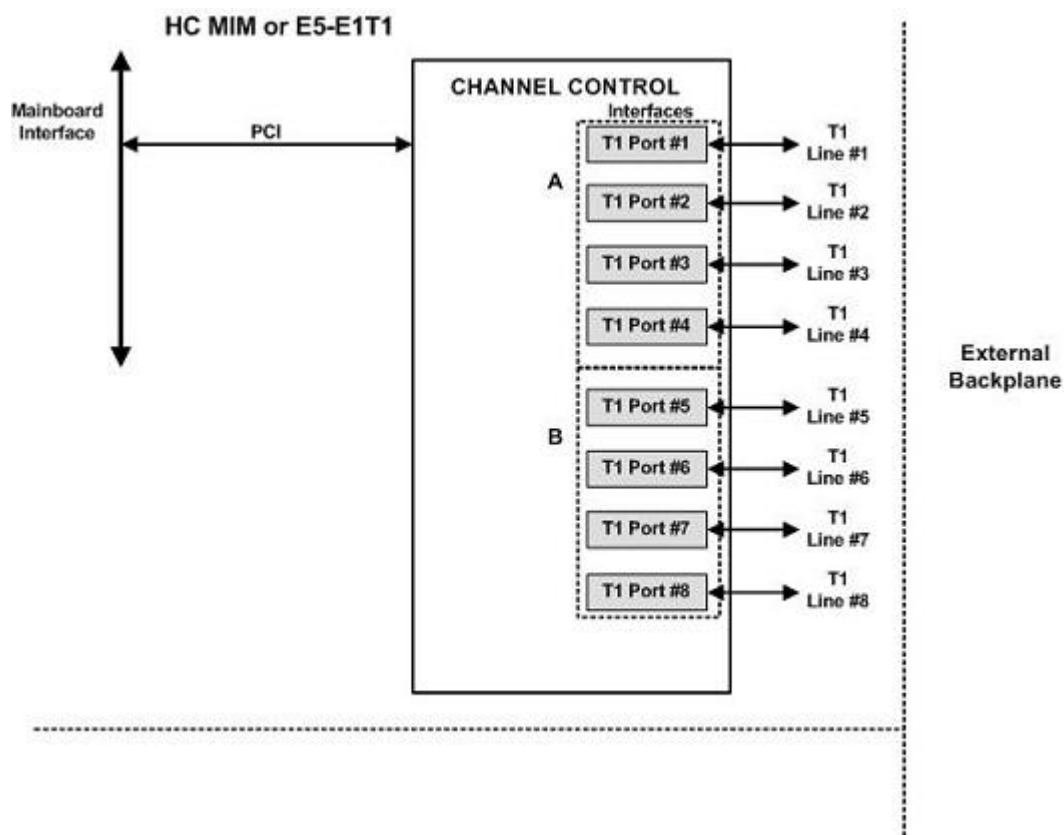 HC MIM or E5-E1T1
Mainboard
Interface
PCI
CHANNEL CONTROL
Interfaces
A
T1 Port #1
T1
Line #1
T1 Port #2
T1
Line #2
T1 Port #3
T1
Line #3
T1 Port #4
T1
Line #4
B
T1 Port #5
T1
Line #5
T1 Port #6
T1
Line #6
T1 Port #7
T1
Line #7
T1 Port #8
T1
Line #8
External
Backplane